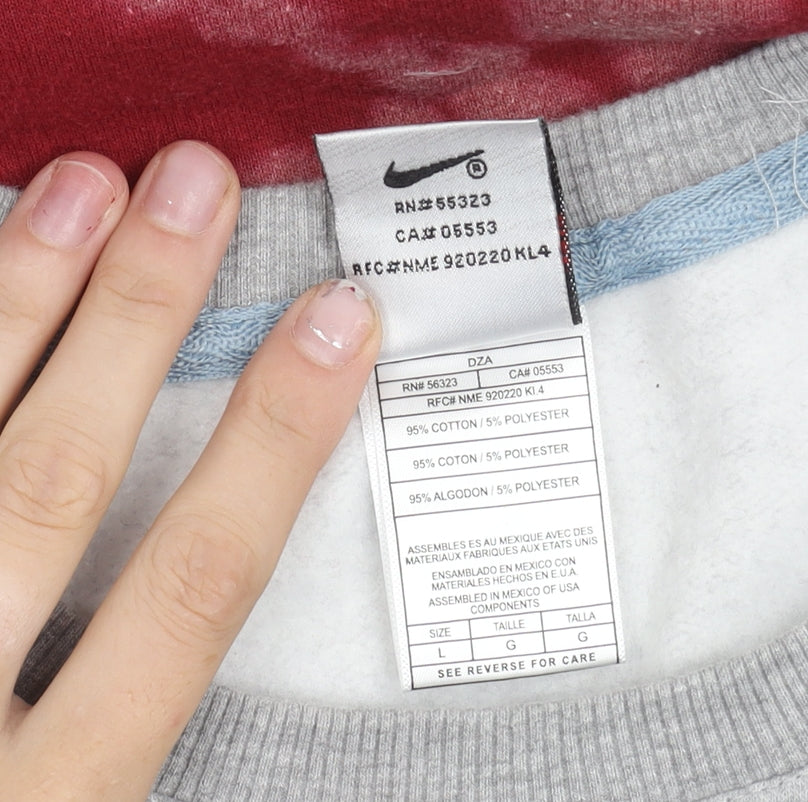 ®
RN#55323
CA#05553
RFC#NME 920220 KL4
DZA
RN# 56323 CA# 05553
RFC# NME 920220 KL4
95% COTTON / 5% POLYESTER
95% COTON / 5% POLYESTER
95% ALGODON / 5% POLYESTER
ASSEMBLES ES AU MEXIQUE AVEC DES
MATERIAUX FABRIQUES AUX ETATS UNIS
ENSAMBLADO EN MEXICO CON
MATERIALES HECHOS EN E.U.A.
ASSEMBLED IN MEXICO OF USA
COMPONENTS
SIZE TAILLE TALLA
L G G
SEE REVERSE FOR CARE